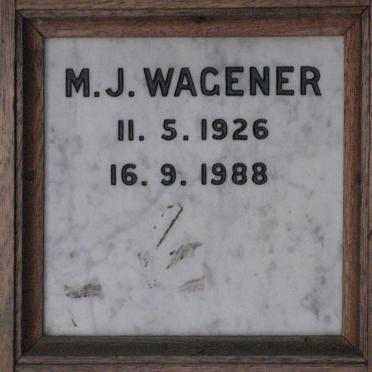 M.J. WAGENER
11. 5. 1926
16. 9. 1988